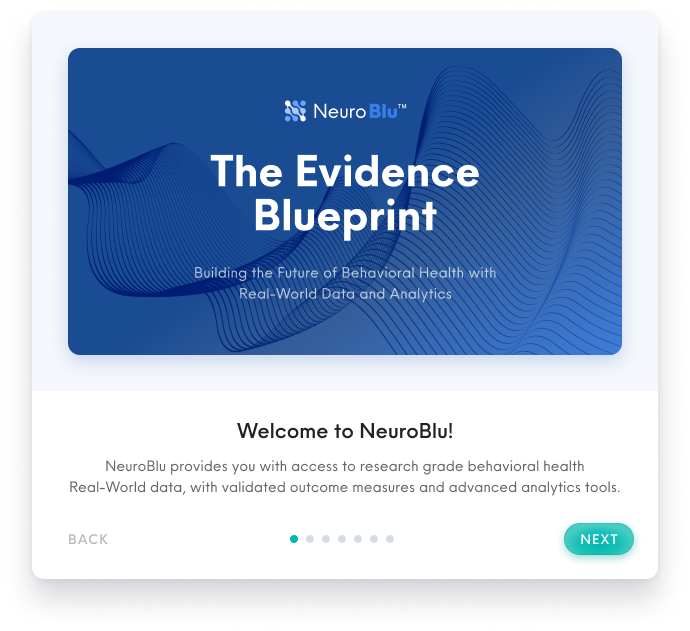 NeuroBlu™
The Evidence
Blueprint
Building the Future of Behavioral Health with
Real-World Data and Analytics
Welcome to NeuroBlu!
NeuroBlu provides you with access to research grade behavioral health
Real-World data, with validated outcome measures and advanced analytics tools.
BACK
NEXT